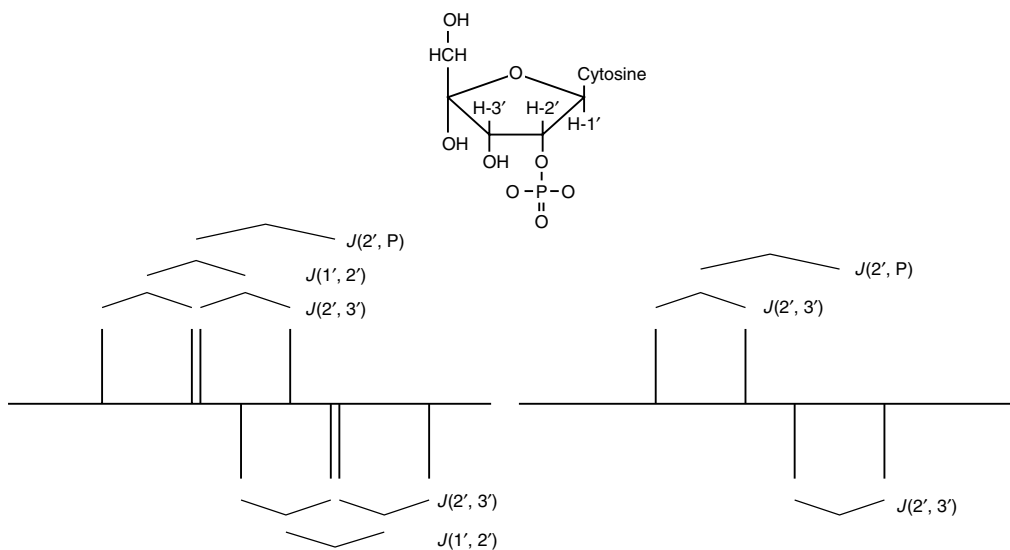 OH
HCH
O
Cytosine
H-3′
H-2′
H-1′
OH
OH
O
O
P
O
O
J(2′, P)
J(1′, 2′)
J(2′, 3′)
J(2′, 3′)
J(1′, 2′)
J(2′, P)
J(2′, 3′)
J(2′, 3′)